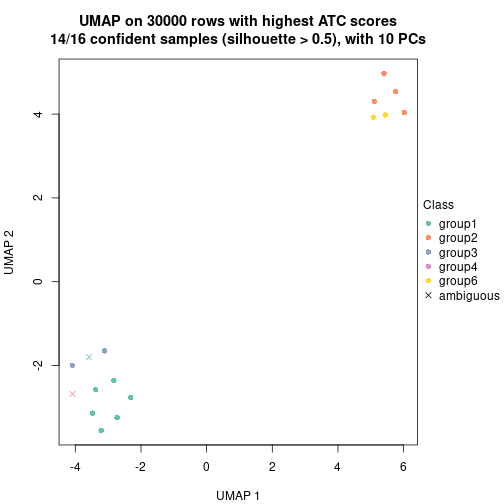 UMAP on 30000 rows with highest ATC scores
14/16 confident samples (silhouette > 0.5), with 10 PCs
4
2
0
-2
UMAP 2
-4
-2
0
2
4
6
UMAP 1
Class
group1
group2
group3
group4
group6
ambiguous